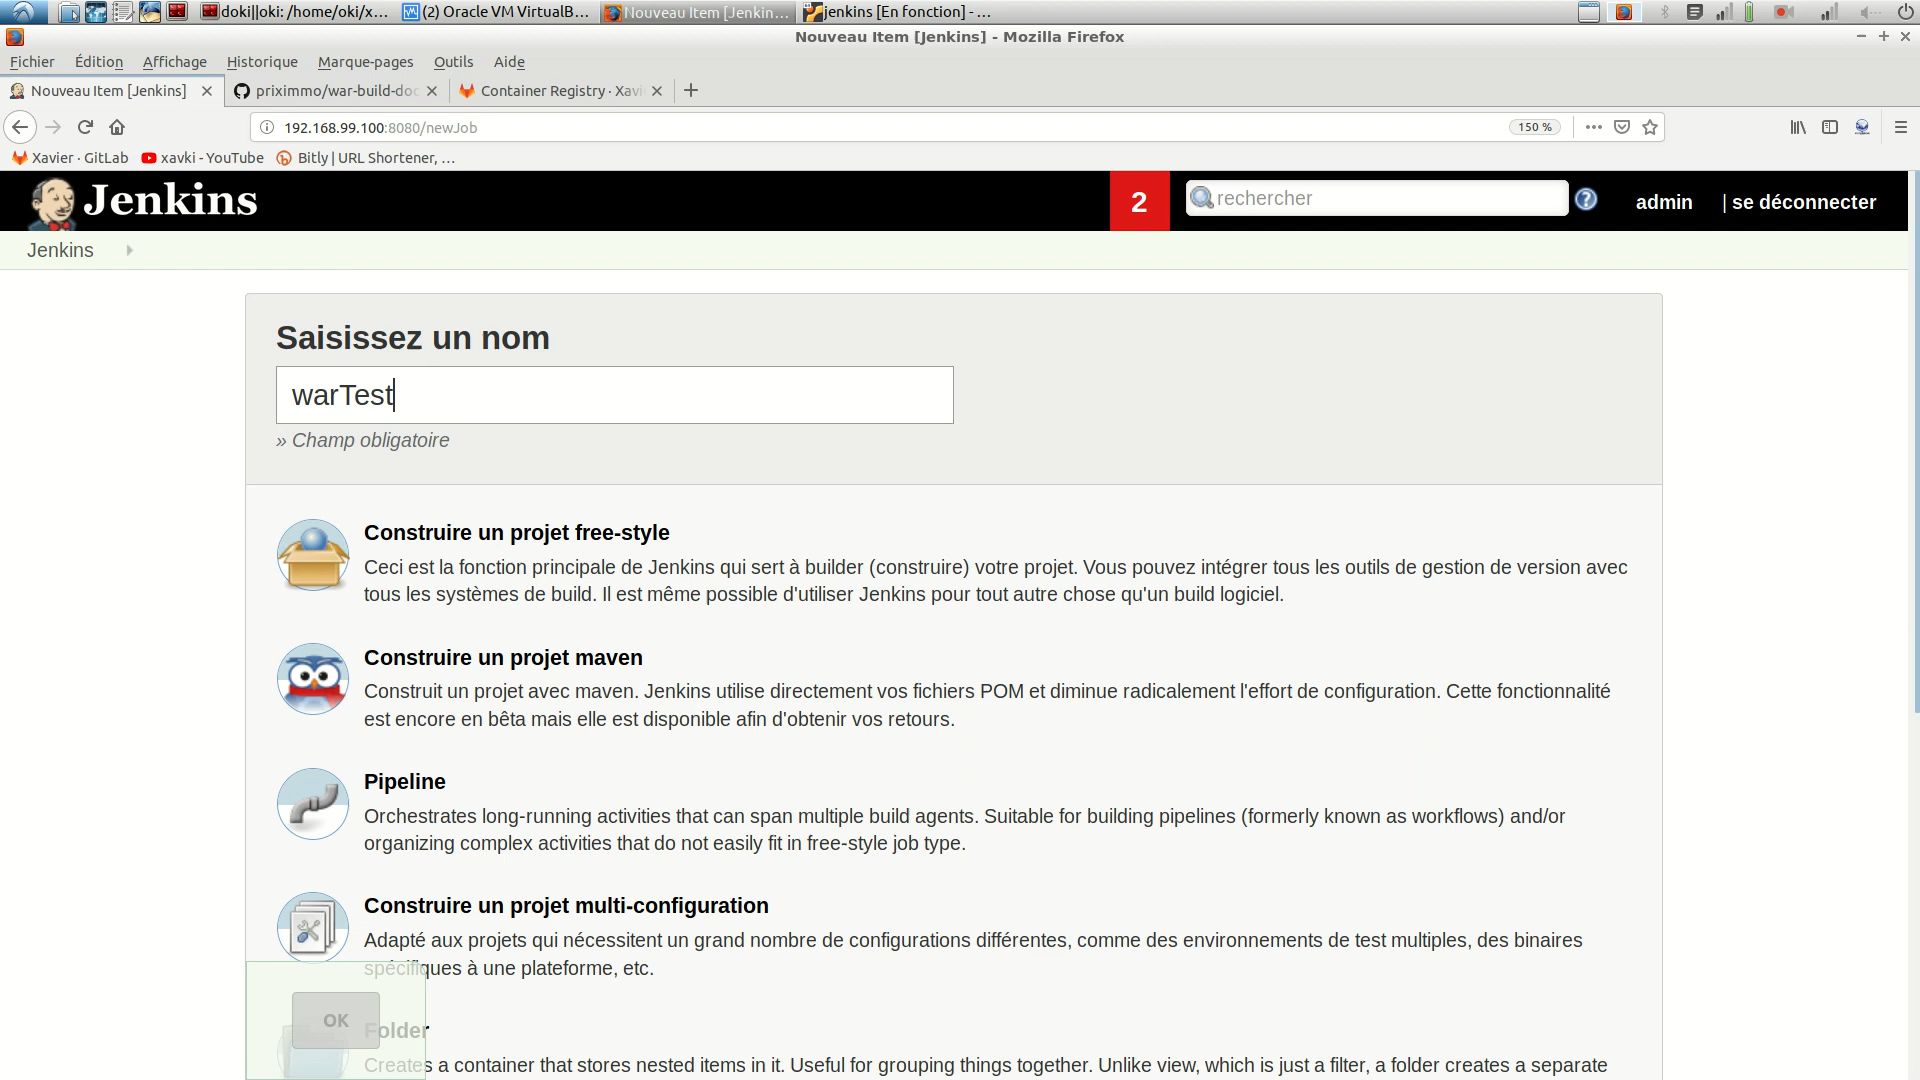 doki||oki: /home/oki/x...
(2) Oracle VM VirtualB...
Nouveau Item [Jenkin...
jenkins [En fonction] - ...
Nouveau Item [Jenkins] - Mozilla Firefox
Fichier Édition Affichage Historique Marque-pages Outils Aide
Nouveau Item [Jenkins]
priximmo/war-build-doc
Container Registry · Xavi
192.168.99.100:8080/newJob
150 %
Xavier · GitLab
xavki - YouTube
Bitly | URL Shortener, ...
Jenkins
2
rechercher
admin
| se déconnecter
Jenkins
Saisissez un nom
warTest
» Champ obligatoire
Construire un projet free-style
Ceci est la fonction principale de Jenkins qui sert à builder (construire) votre projet. Vous pouvez intégrer tous les outils de gestion de version avec
tous les systèmes de build. Il est même possible d'utiliser Jenkins pour tout autre chose qu'un build logiciel.
Construire un projet maven
Construit un projet avec maven. Jenkins utilise directement vos fichiers POM et diminue radicalement l'effort de configuration. Cette fonctionnalité
est encore en bêta mais elle est disponible afin d'obtenir vos retours.
Pipeline
Orchestrates long-running activities that can span multiple build agents. Suitable for building pipelines (formerly known as workflows) and/or
organizing complex activities that do not easily fit in free-style job type.
Construire un projet multi-configuration
Adapté aux projets qui nécessitent un grand nombre de configurations différentes, comme des environnements de test multiples, des binaires
spécifiques à une plateforme, etc.
OK
Folder
Creates a container that stores nested items in it. Useful for grouping things together. Unlike view, which is just a filter, a folder creates a separate